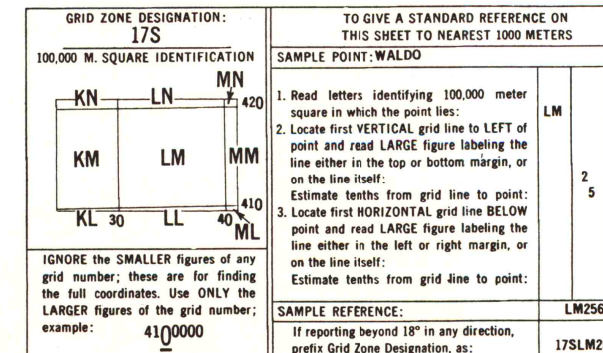 GRID ZONE DESIGNATION:
17S
100,000 M. SQUARE IDENTIFICATION
MN
KN
LN
420
KM
LM
MM
410
KL
30
LL
40
ML
IGNORE the SMALLER figures of any
grid number; these are for finding
the full coordinates. Use ONLY the
LARGER figures of the grid number;
example:
4100000
TO GIVE A STANDARD REFERENCE ON
THIS SHEET TO NEAREST 1000 METERS
SAMPLE POINT: WALDO
1. Read letters identifying 100,000 meter
square in which the point lies:
LM
2. Locate first VERTICAL grid line to LEFT of
point and read LARGE figure labeling the
line either in the top or bottom margin, or
on the line itself:
2
Estimate tenths from grid line to point:
5
3. Locate first HORIZONTAL grid line BELOW
point and read LARGE figure labeling the
line either in the left or right margin, or
on the line itself:
Estimate tenths from grid line to point:
SAMPLE REFERENCE:
LM256
If reporting beyond 18° in any direction,
prefix Grid Zone Designation, as:
17SLM2